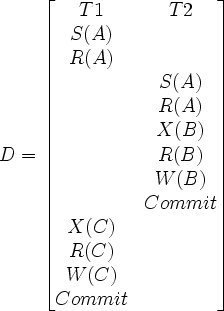 T1 T2
S(A)
R(A)
S(A)
R(A)
X(B)
D = R(B)
W(B)
Commit
X(C)
R(C)
W(C)
Commit